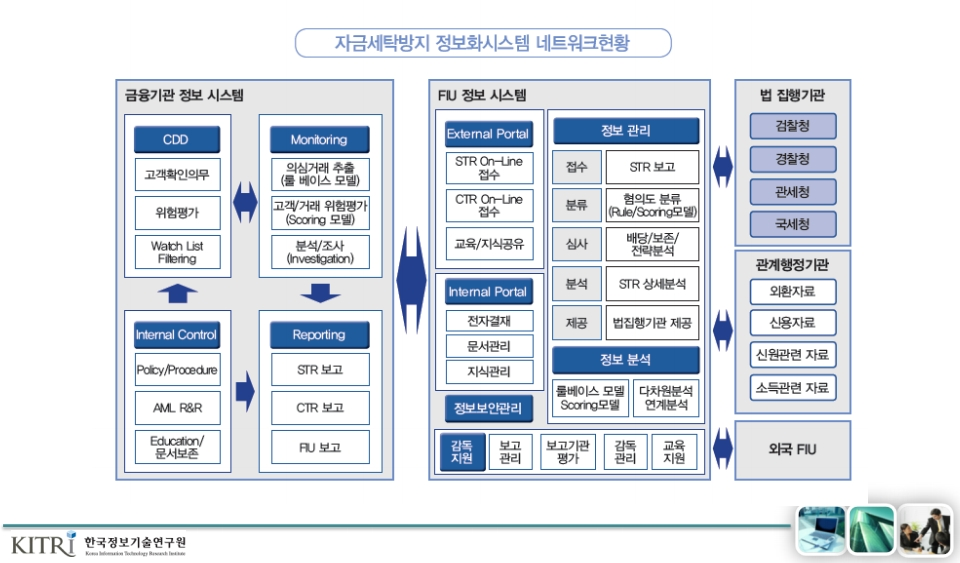 자금세탁방지 정보화시스템 네트워크현황
금융기관 정보 시스템
CDD
고객확인의무
위험평가
Watch List
Filtering
Monitoring
의심거래 추출
(룰 베이스 모델)
고객/거래 위험평가
(Scoring 모델)
분석/조사
(Investigation)
Internal Control
Policy/Procedure
AML R&R
Education/
문서보존
Reporting
STR 보고
CTR 보고
FIU 보고
FIU 정보 시스템
External Portal
STR On-Line
접수
CTR On-Line
접수
교육/지식공유
Internal Portal
전자결재
문서관리
지식관리
정보보안관리
정보 관리
접수
STR 보고
분류
혐의도 분류
(Rule/Scoring모델)
심사
배당/보존/
전략분석
분석
STR 상세분석
제공
법집행기관 제공
정보 분석
룰베이스 모델
Scoring모델
다차원분석
연계분석
감독
지원
보고
관리
보고기관
평가
감독
관리
교육
지원
법 집행기관
검찰청
경찰청
관세청
국세청
관계행정기관
외환자료
신용자료
신원관련 자료
소득관련 자료
외국 FIU
KITRI 한국정보기술연구원
Korea Information Technology Research Institute